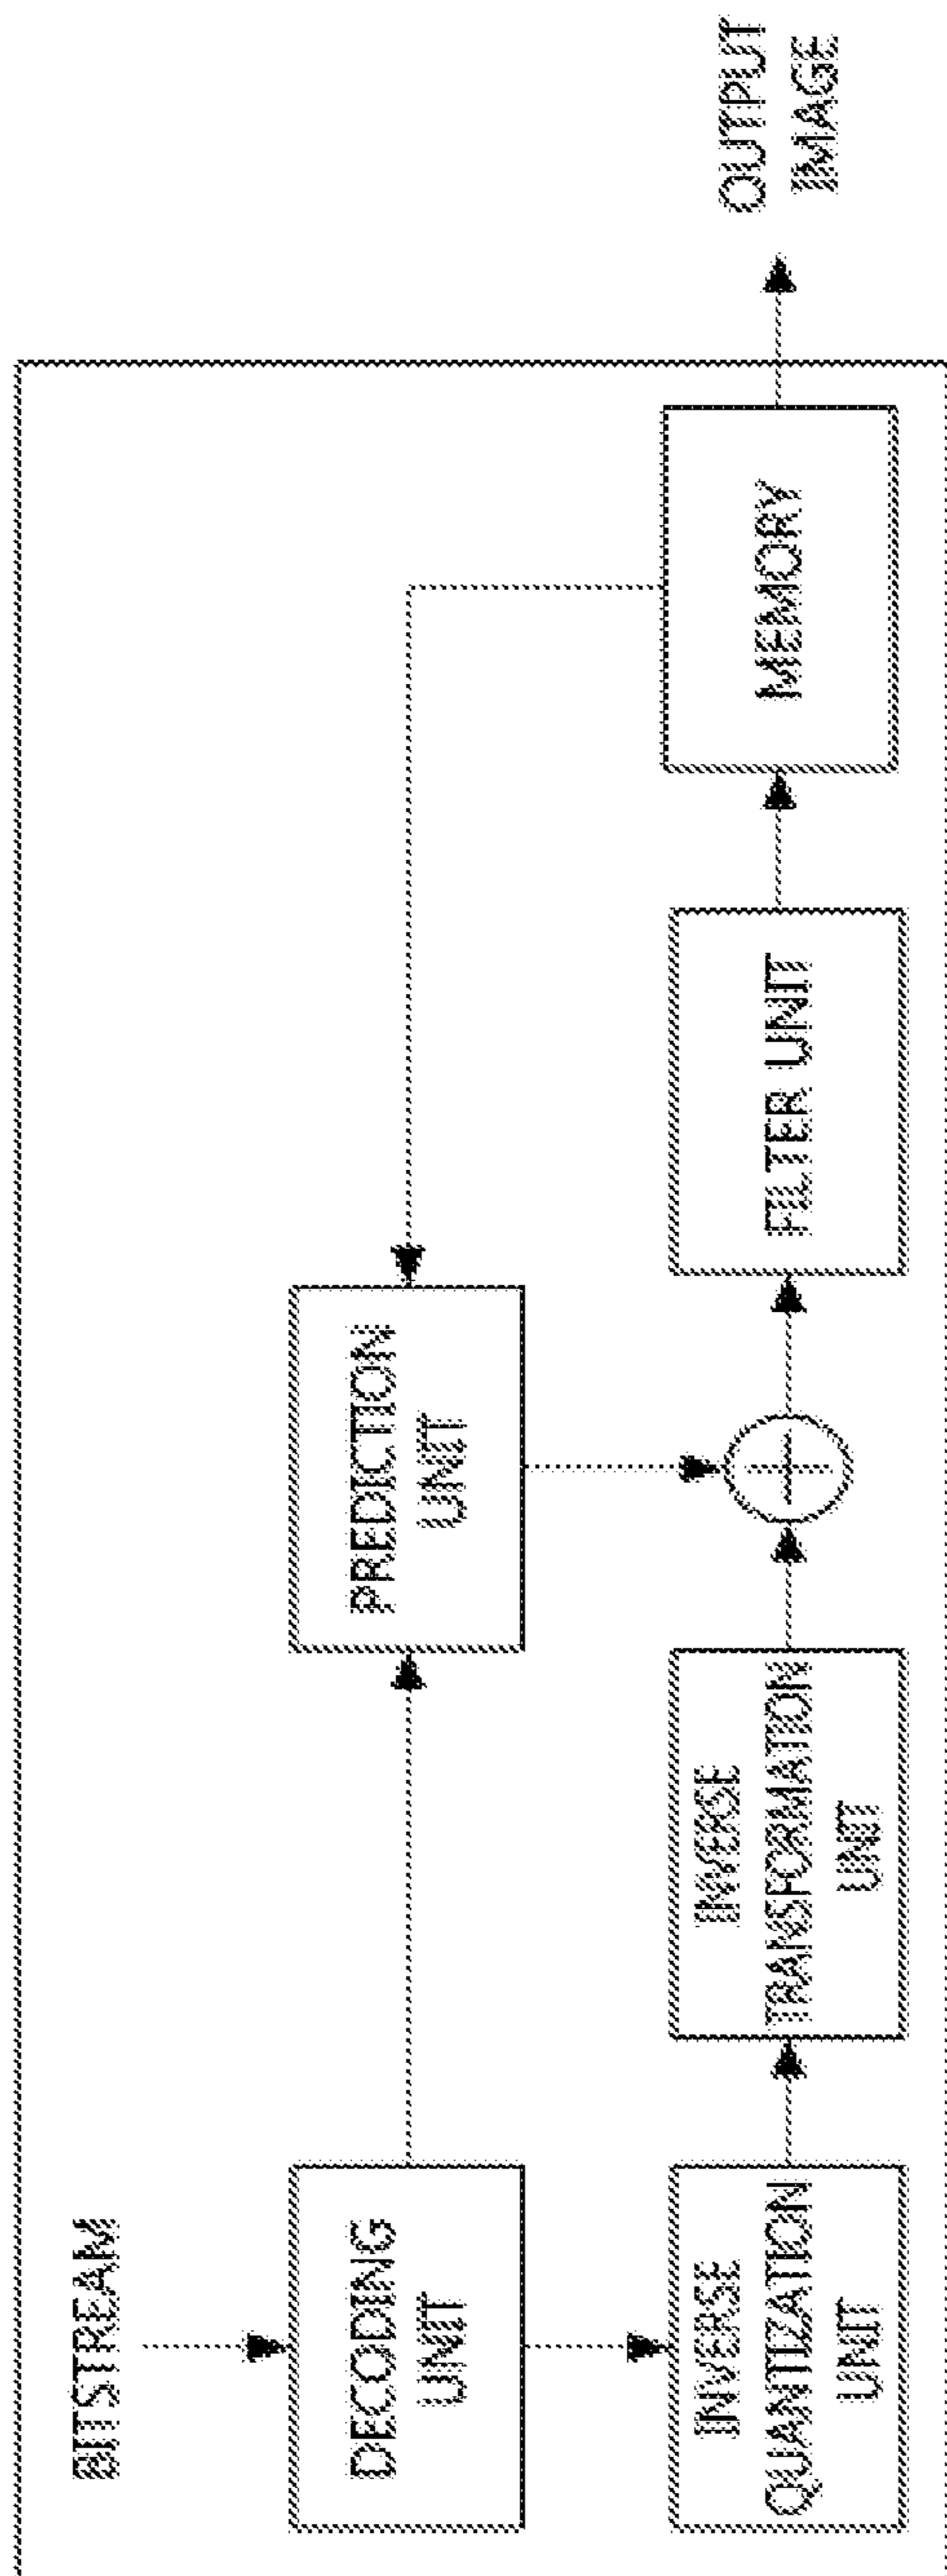 BITSTREAM
DECODING
UNIT
PREDICTION
UNIT
INVERSE
QUANTIZATION
UNIT
INVERSE
TRANSFORMATION
UNIT
FILTER UNIT
MEMORY
OUTPUT
IMAGE